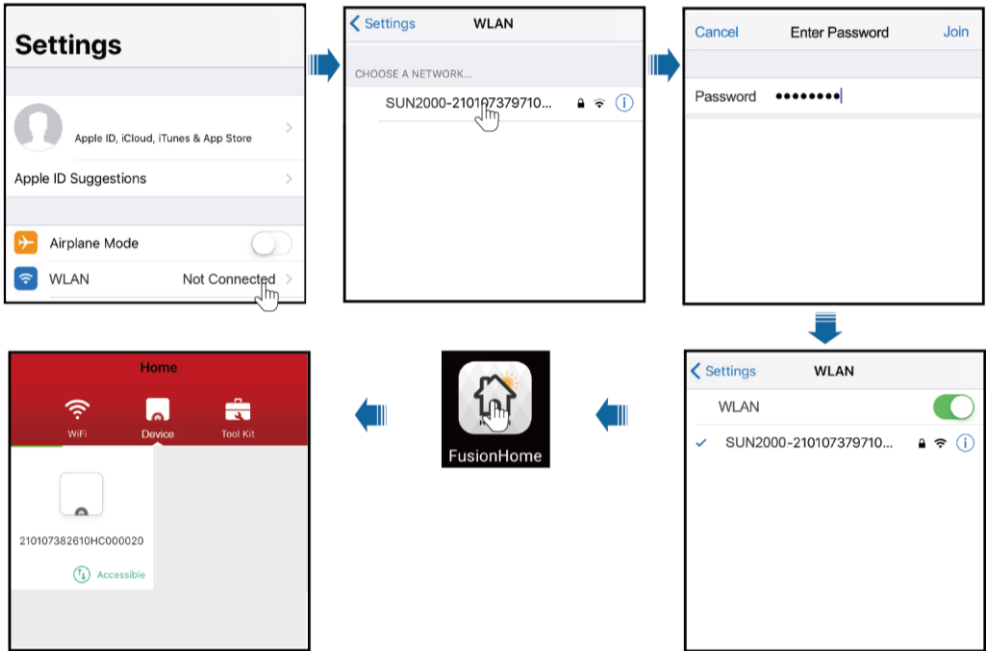 Settings
Apple ID, iCloud, iTunes & App Store
Apple ID Suggestions
Airplane Mode
WLAN Not Connected
Settings WLAN
CHOOSE A NETWORK...
SUN2000-210107379710...
Cancel Enter Password Join
Password ••••••••
Settings WLAN
WLAN
SUN2000-210107379710...
FusionHome
Home
WiFi Device Tool Kit
210107382610HC000020
Accessible